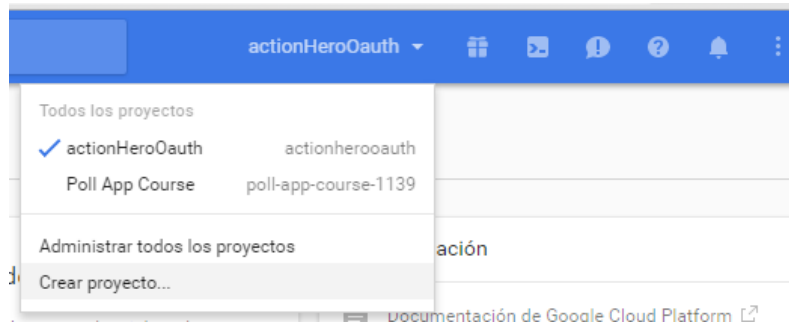 actionHeroOauth
Todos los proyectos
actionHeroOauth actionherooauth
Poll App Course poll-app-course-1139
Administrar todos los proyectos
ación
Crear proyecto...
Documentación de Google Cloud Platform